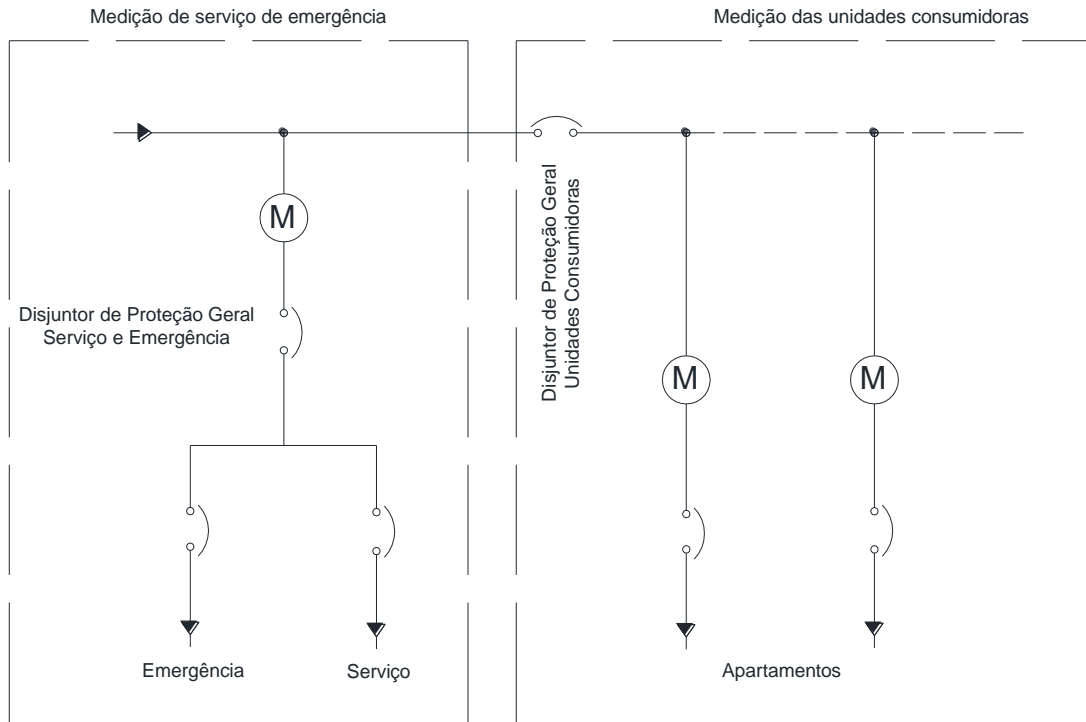 Medição de serviço de emergência
Medição das unidades consumidoras
M
Disjuntor de Proteção Geral
Serviço e Emergência
Disjuntor de Proteção Geral
Unidades Consumidoras
M
M
Emergência
Serviço
Apartamentos